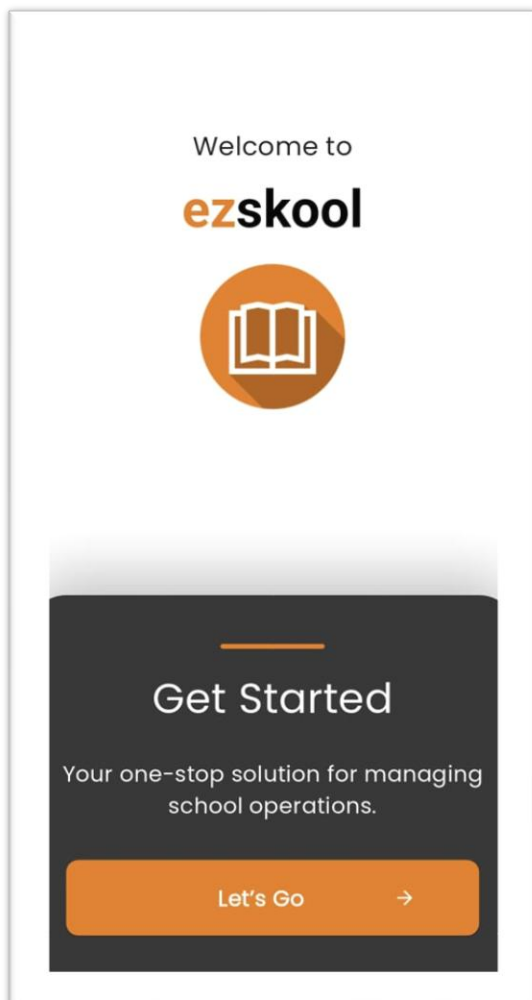 Welcome to
ezskool
Get Started
Your one-stop solution for managing
school operations.
Let’s Go →